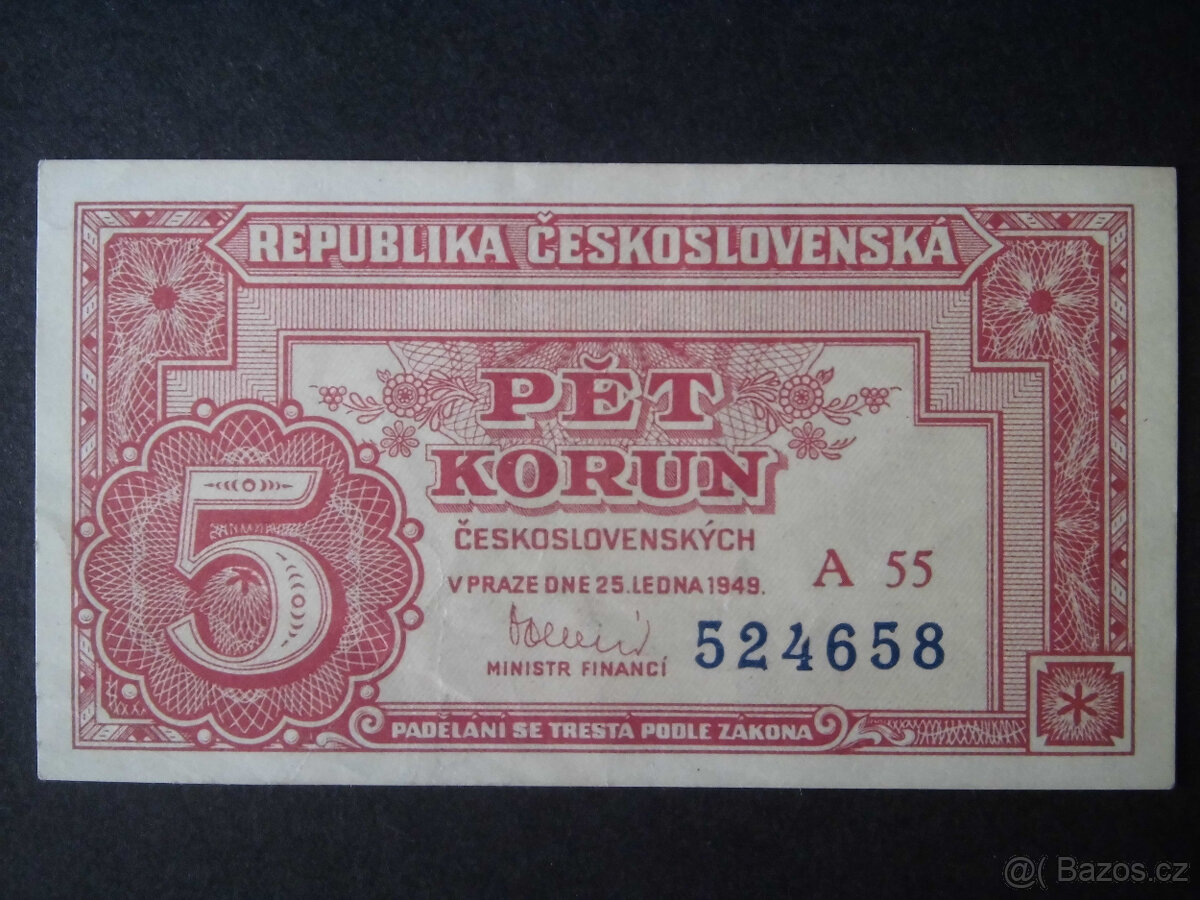 REPUBLIKA ČESKOSLOVENSKÁ
PĚT
KORUN
ČESKOSLOVENSKÝCH
V PRAZE DNE 25. LEDNA 1949.
A 55
524658
MINISTR FINANCÍ
5
PADĚLÁNÍ SE TRESTÁ PODLE ZÁKONA
@( Bazos.cz